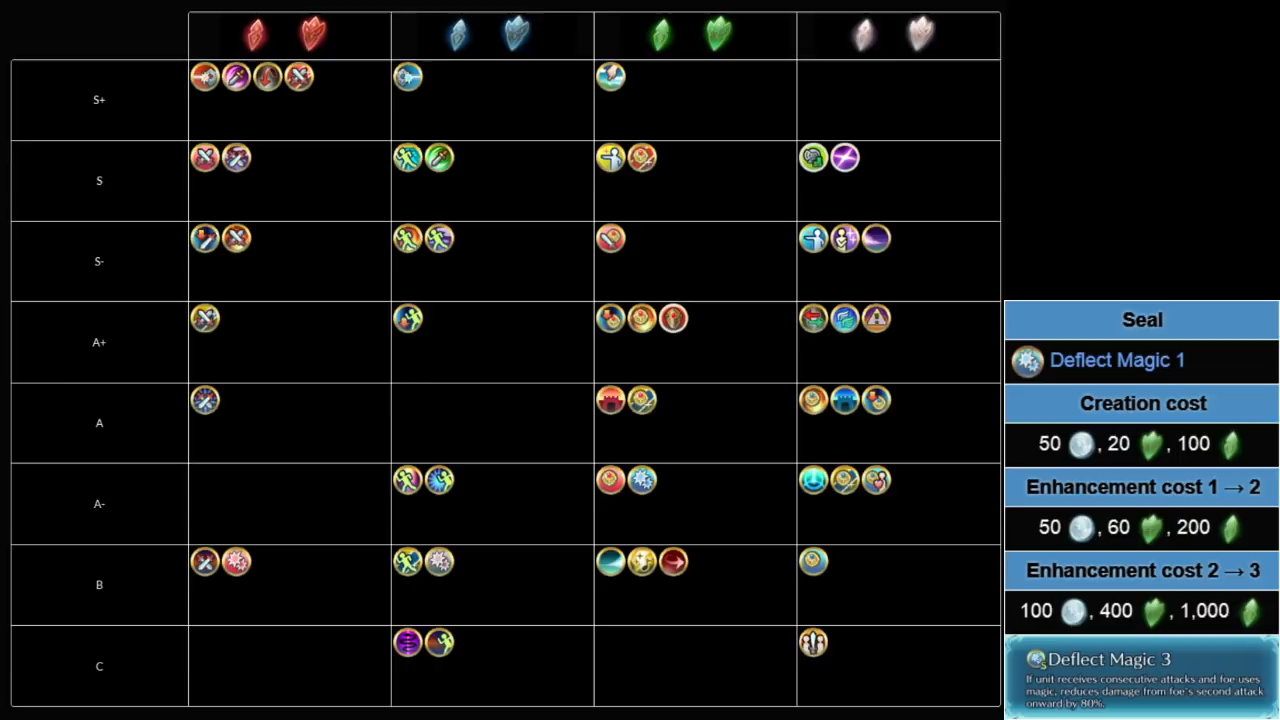 S+
S
S-
A+
A
A-
B
C
Seal
Deflect Magic 1
Creation cost
50 , 20 , 100
Enhancement cost 1 → 2
50 , 60 , 200
Enhancement cost 2 → 3
100 , 400 , 1,000
S Deflect Magic 3
If unit receives consecutive attacks and foe uses
magic, reduces damage from foe's second attack
onward by 80%.